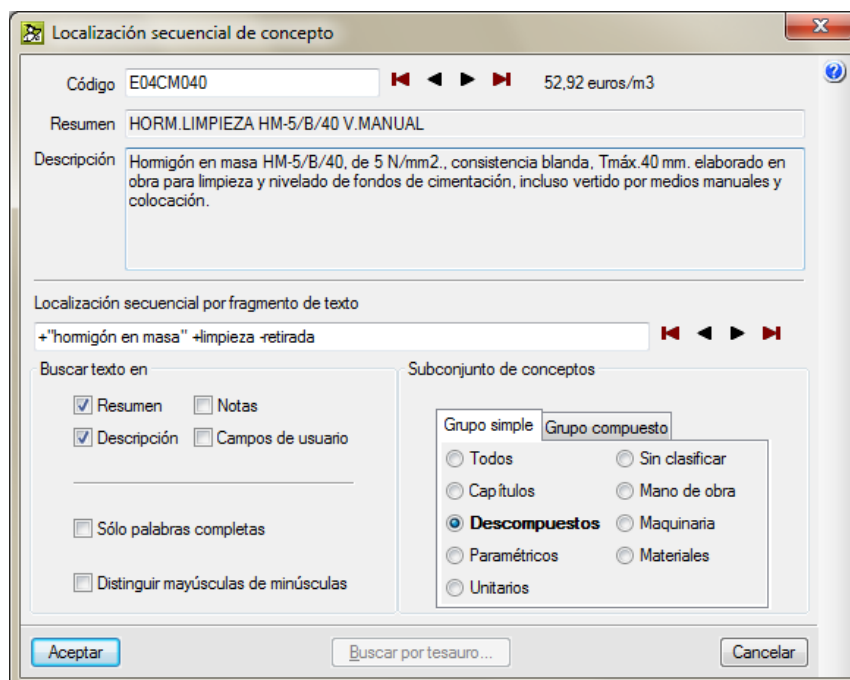 Localización secuencial de concepto
Código E04CM040 52,92 euros/m3
Resumen HORM.LIMPIEZA HM-5/B/40 V.MANUAL
Descripción Hormigón en masa HM-5/B/40, de 5 N/mm2., consistencia blanda, Tmáx.40 mm. elaborado en
obra para limpieza y nivelado de fondos de cimentación, incluso vertido por medios manuales y
colocación.
Localización secuencial por fragmento de texto
+"hormigón en masa" +limpieza -retirada
Buscar texto en
Resumen Notas
Descripción Campos de usuario
Sólo palabras completas
Distinguir mayúsculas de minúsculas
Subconjunto de conceptos
Grupo simple Grupo compuesto
Todos Sin clasificar
Capítulos Mano de obra
Descompuestos Maquinaria
Paramétricos Materiales
Unitarios
Aceptar Buscar por tesauro... Cancelar